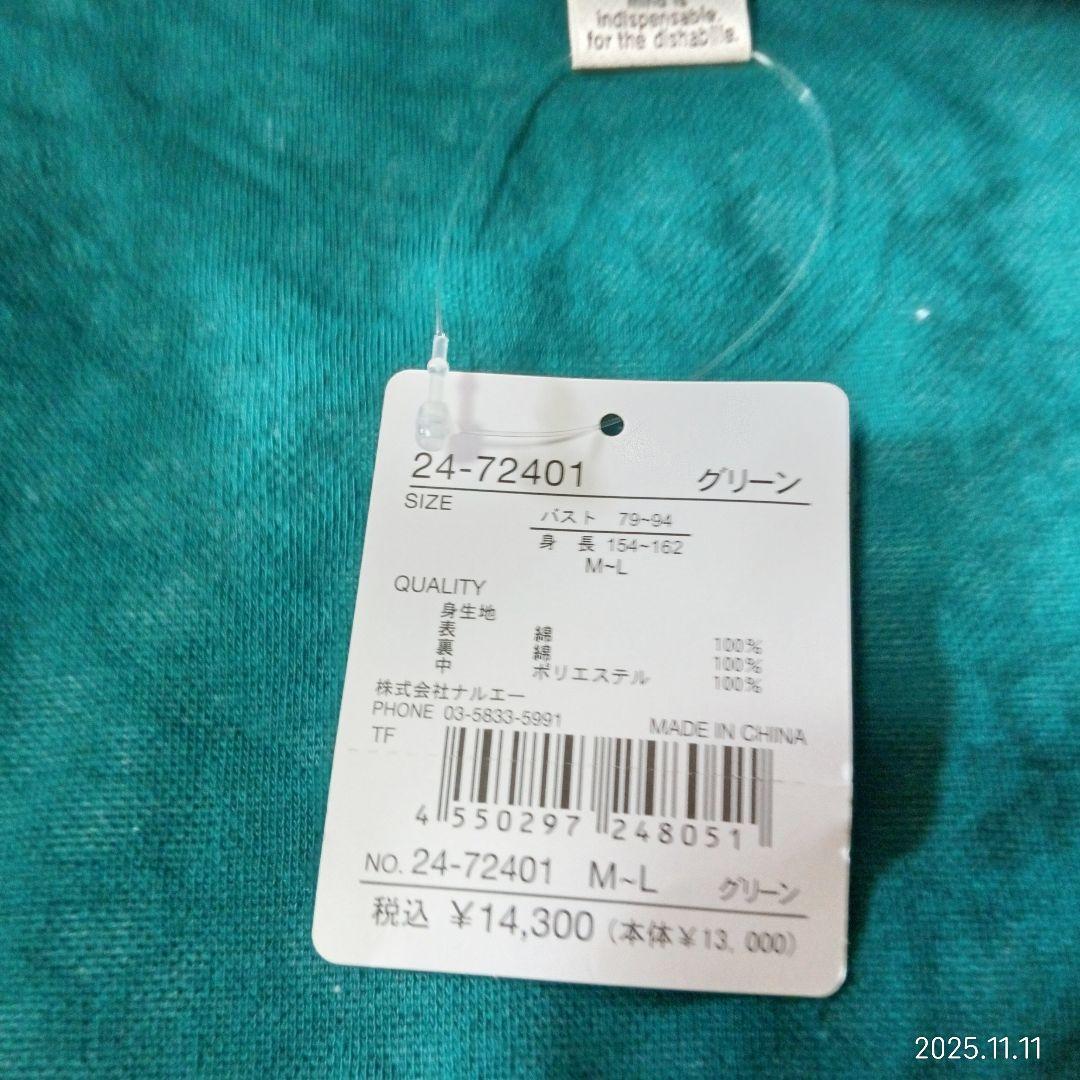 indispensable.
for the dishabille.
24-72401 グリーン
SIZE
バスト 79~94
身 長 154~162
M~L
QUALITY
身生地
表 綿 100%
裏 綿 100%
中 ポリエステル 100%
株式会社ナルエー
PHONE 03-5833-5991 MADE IN CHINA
TF
4 550297 248051
NO. 24-72401 M~L グリーン
税込 ¥14,300 (本体¥13, 000)
2025.11.11